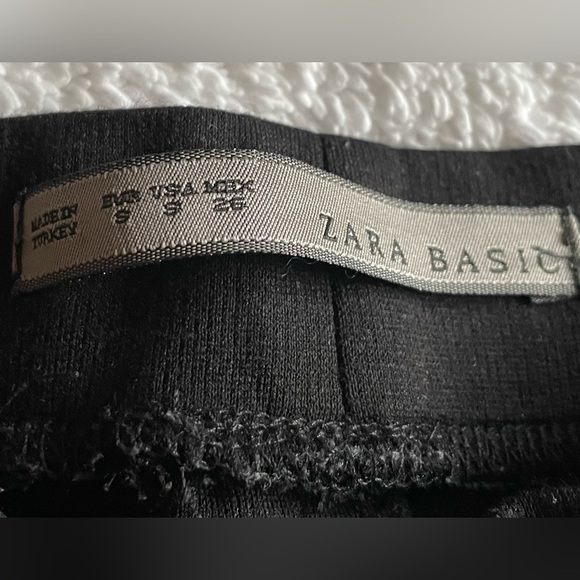 MADE IN
TURKEY
EUR USA MEX
S S 26
ZARA BASIC